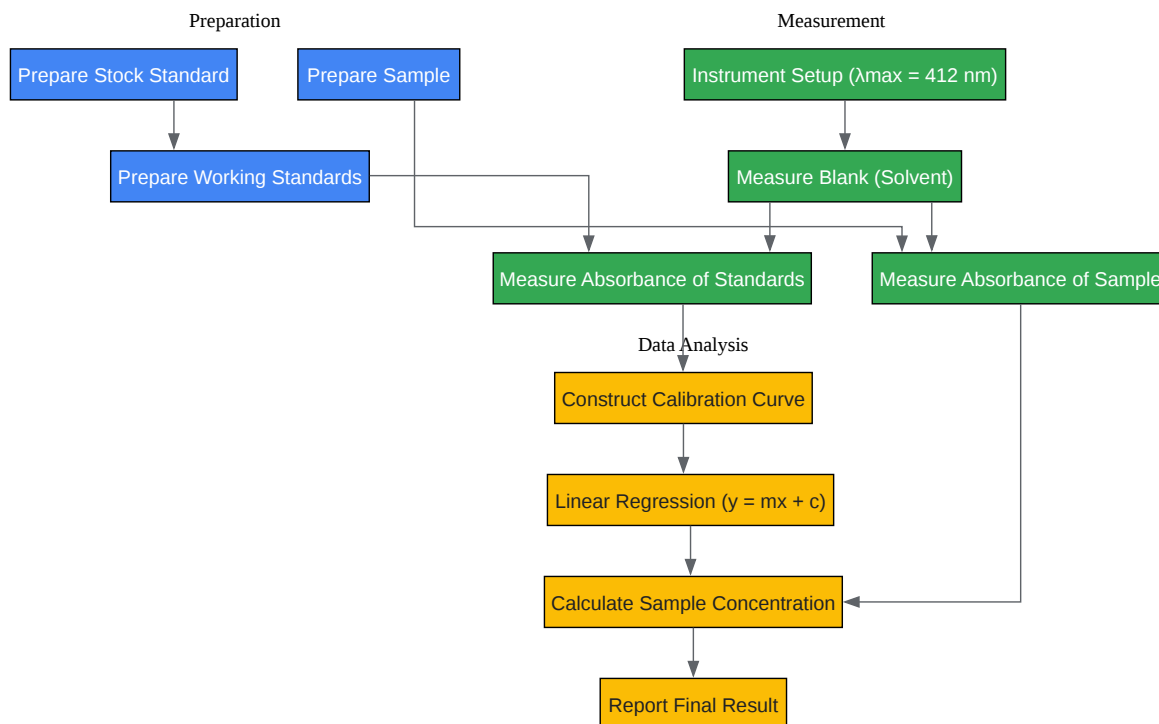 Preparation
Measurement
Prepare Stock Standard
Prepare Sample
Instrument Setup (λmax = 412 nm)
Prepare Working Standards
Measure Blank (Solvent)
Measure Absorbance of Standards
Measure Absorbance of Sample
Data Analysis
Construct Calibration Curve
Linear Regression (y = mx + c)
Calculate Sample Concentration
Report Final Result